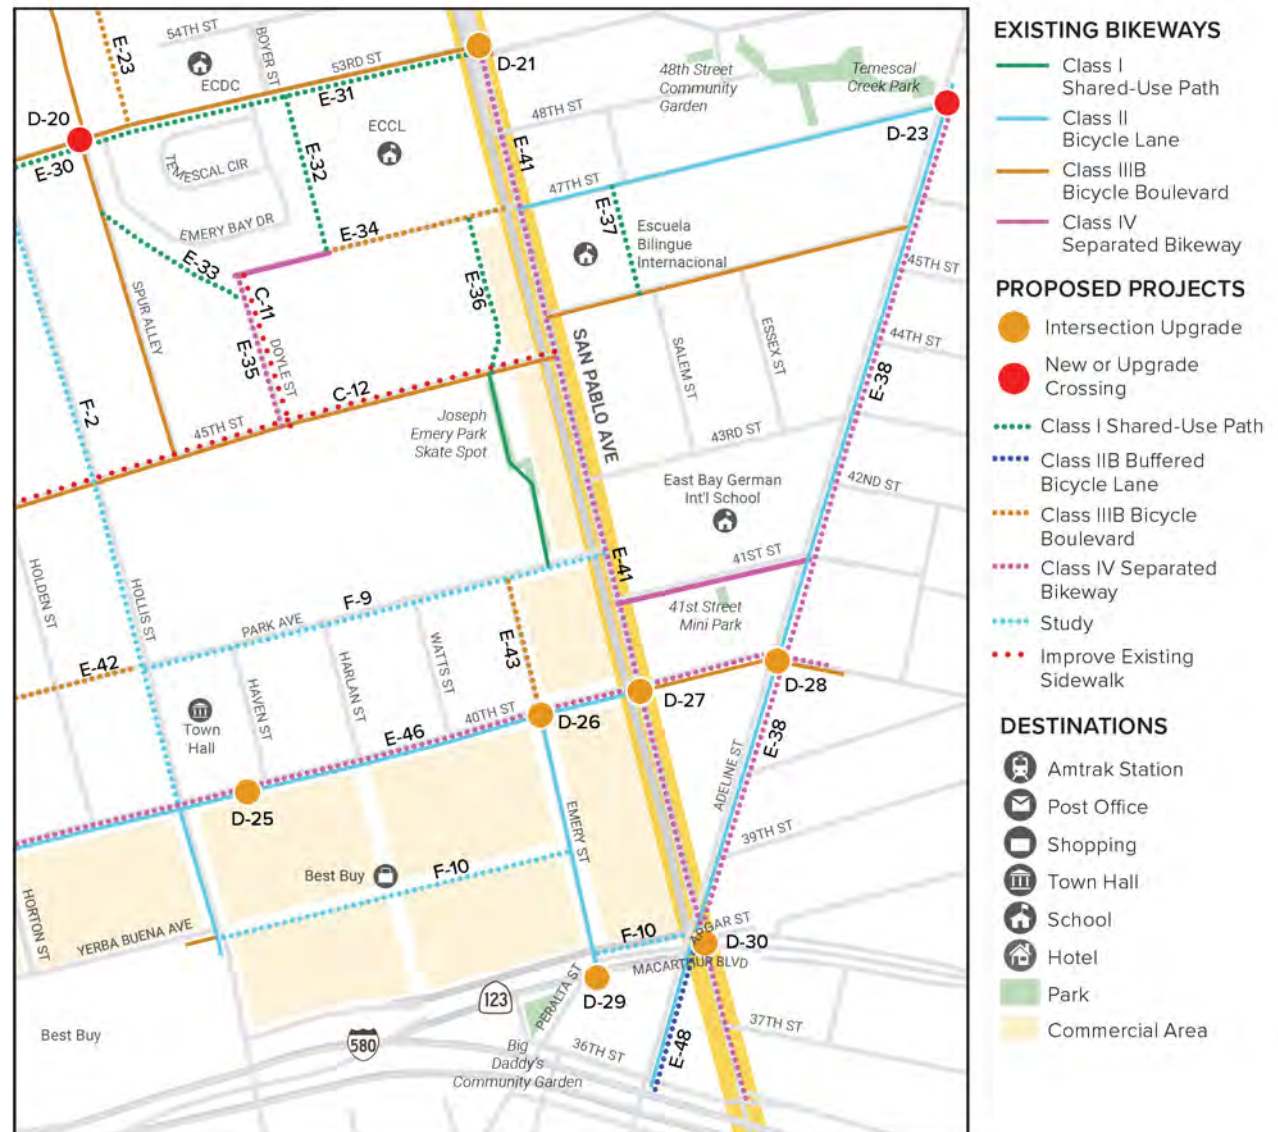 54TH ST
E-23
BOYER ST
ECDC
53RD ST
D-21
E-31
D-20
E-30
TEMESCAL CIR
E-32
ECCL
48th Street
Community
Garden
Temescal
Creek Park
48TH ST
D-23
E-41
47TH ST
EMERY BAY DR
E-34
E-37
Escuela
Bilingue
Internacional
E-33
45TH ST
SPUR ALLEY
C-11
E-35
DOYLE ST
E-36
SAN PABLO AVE
SALEM ST
ESSEX ST
44TH ST
E-38
F-2
C-12
45TH ST
Joseph
Emery Park
Skate Spot
43RD ST
42ND ST
East Bay German
Int'l School
HOLDEN ST
HOLLIS ST
F-9
PARK AVE
E-41
41ST ST
41st Street
Mini Park
E-42
HAVEN ST
HARLAN ST
WATTS ST
E-43
Town
Hall
40TH ST
E-46
D-26
D-27
D-28
D-25
E-38
ADELINE ST
39TH ST
EMERY ST
Best Buy
F-10
HORTON ST
YERBA BUENA AVE
F-10
APGAR ST
D-30
MACARTHUR BLVD
D-29
123
PERALTA ST
37TH ST
Best Buy
580
36TH ST
Big
Daddy's
Community Garden
E-48
EXISTING BIKEWAYS
Class I
Shared-Use Path
Class II
Bicycle Lane
Class IIIB
Bicycle Boulevard
Class IV
Separated Bikeway
PROPOSED PROJECTS
Intersection Upgrade
New or Upgrade
Crossing
Class I Shared-Use Path
Class IIB Buffered
Bicycle Lane
Class IIIB Bicycle
Boulevard
Class IV Separated
Bikeway
Study
Improve Existing
Sidewalk
DESTINATIONS
Amtrak Station
Post Office
Shopping
Town Hall
School
Hotel
Park
Commercial Area